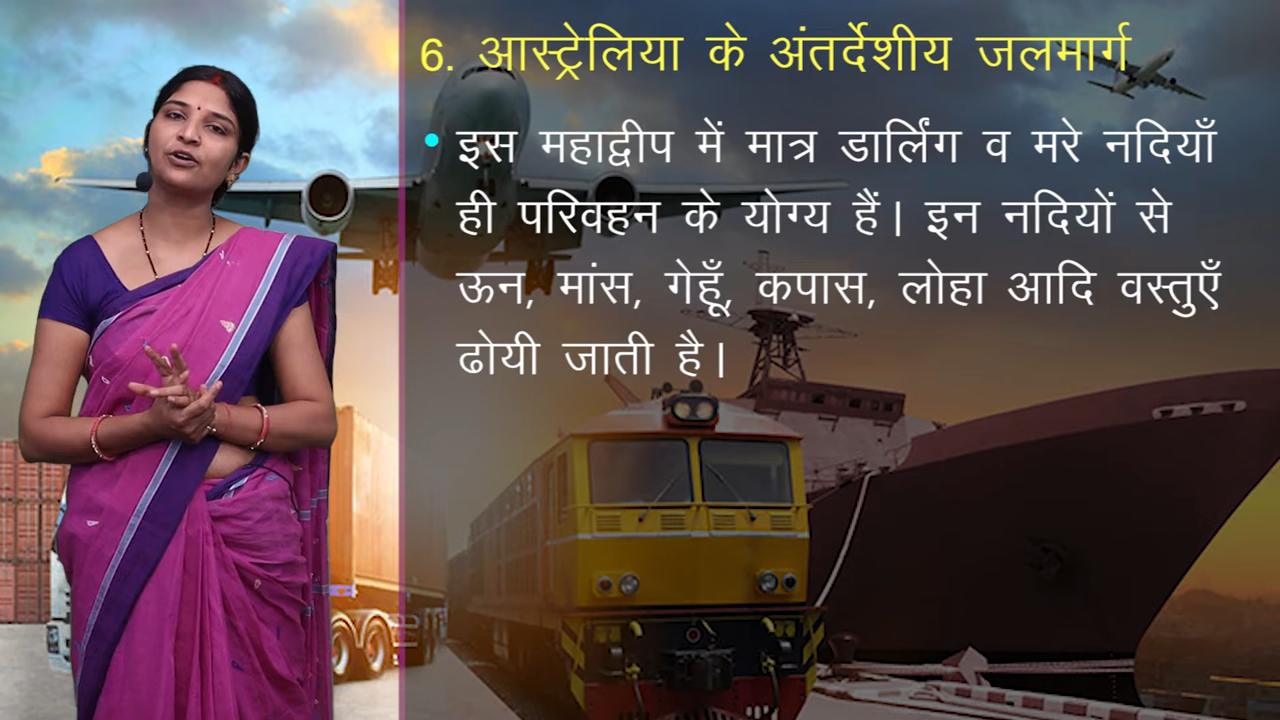 6. आस्ट्रेलिया के अंतर्देशीय जलमार्ग
• इस महाद्वीप में मात्र डार्लिंग व मरे नदियाँ
ही परिवहन के योग्य हैं। इन नदियों से
ऊन, मांस, गेहूँ, कपास, लोहा आदि वस्तुएँ
ढोयी जाती है।